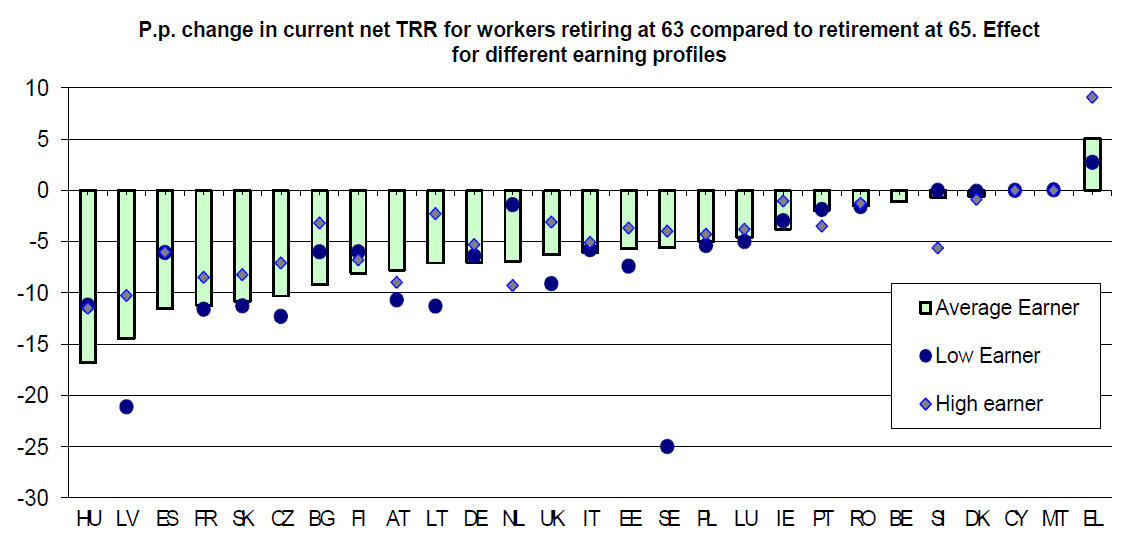 P.p. change in current net TRR for workers retiring at 63 compared to retirement at 65. Effect
for different earning profiles
10
5
0
-5
-10
-15
-20
-25
-30
Average Earner
Low Earner
High earner
HU LV ES FR SK CZ BG FI AT LT DE NL UK IT EE SE PL LU IE PT RO BE SI DK CY MT EL